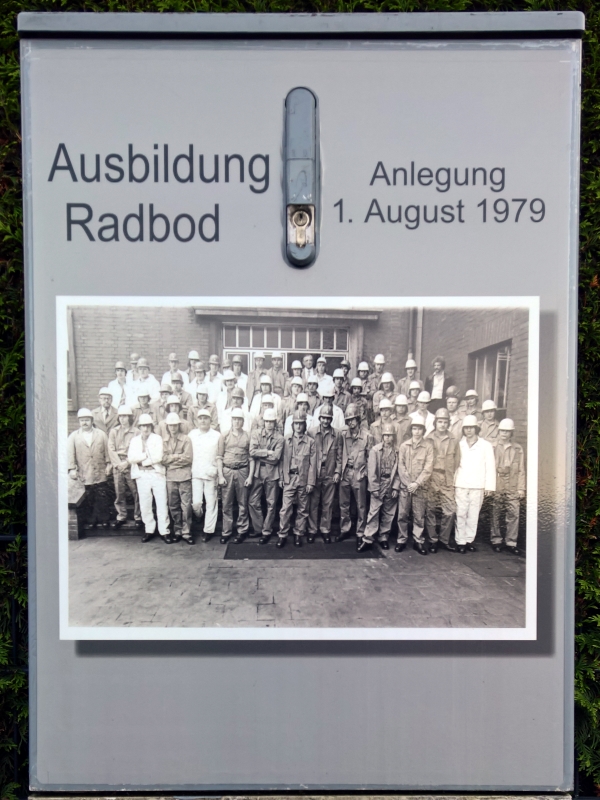 Ausbildung
Radbod
Anlegung
1. August 1979